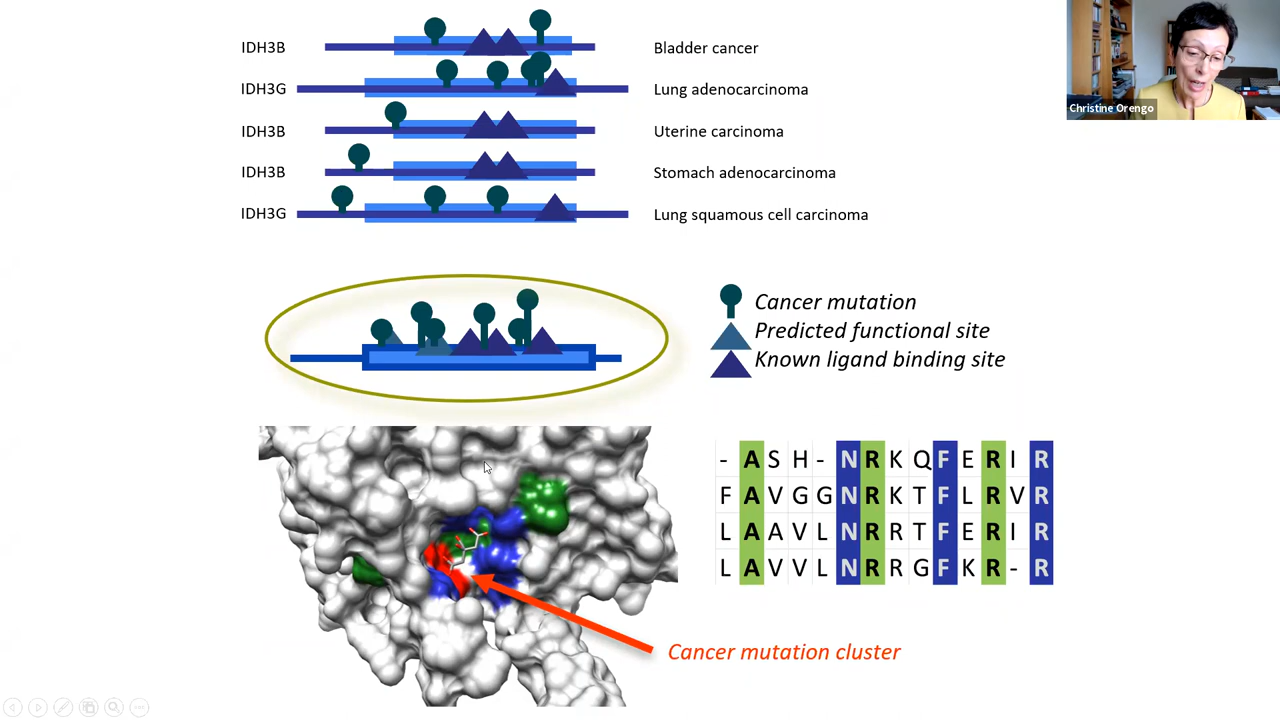 IDH3B Bladder cancer
IDH3G Lung adenocarcinoma
IDH3B Uterine carcinoma
IDH3B Stomach adenocarcinoma
IDH3G Lung squamous cell carcinoma
Christine Orengo
Cancer mutation
Predicted functional site
Known ligand binding site
- A S H - N R K Q F E R I R
F A V G G N R K T F L R V R
L A A V L N R R T F E R I R
L A V V L N R R G F K R - R
Cancer mutation cluster